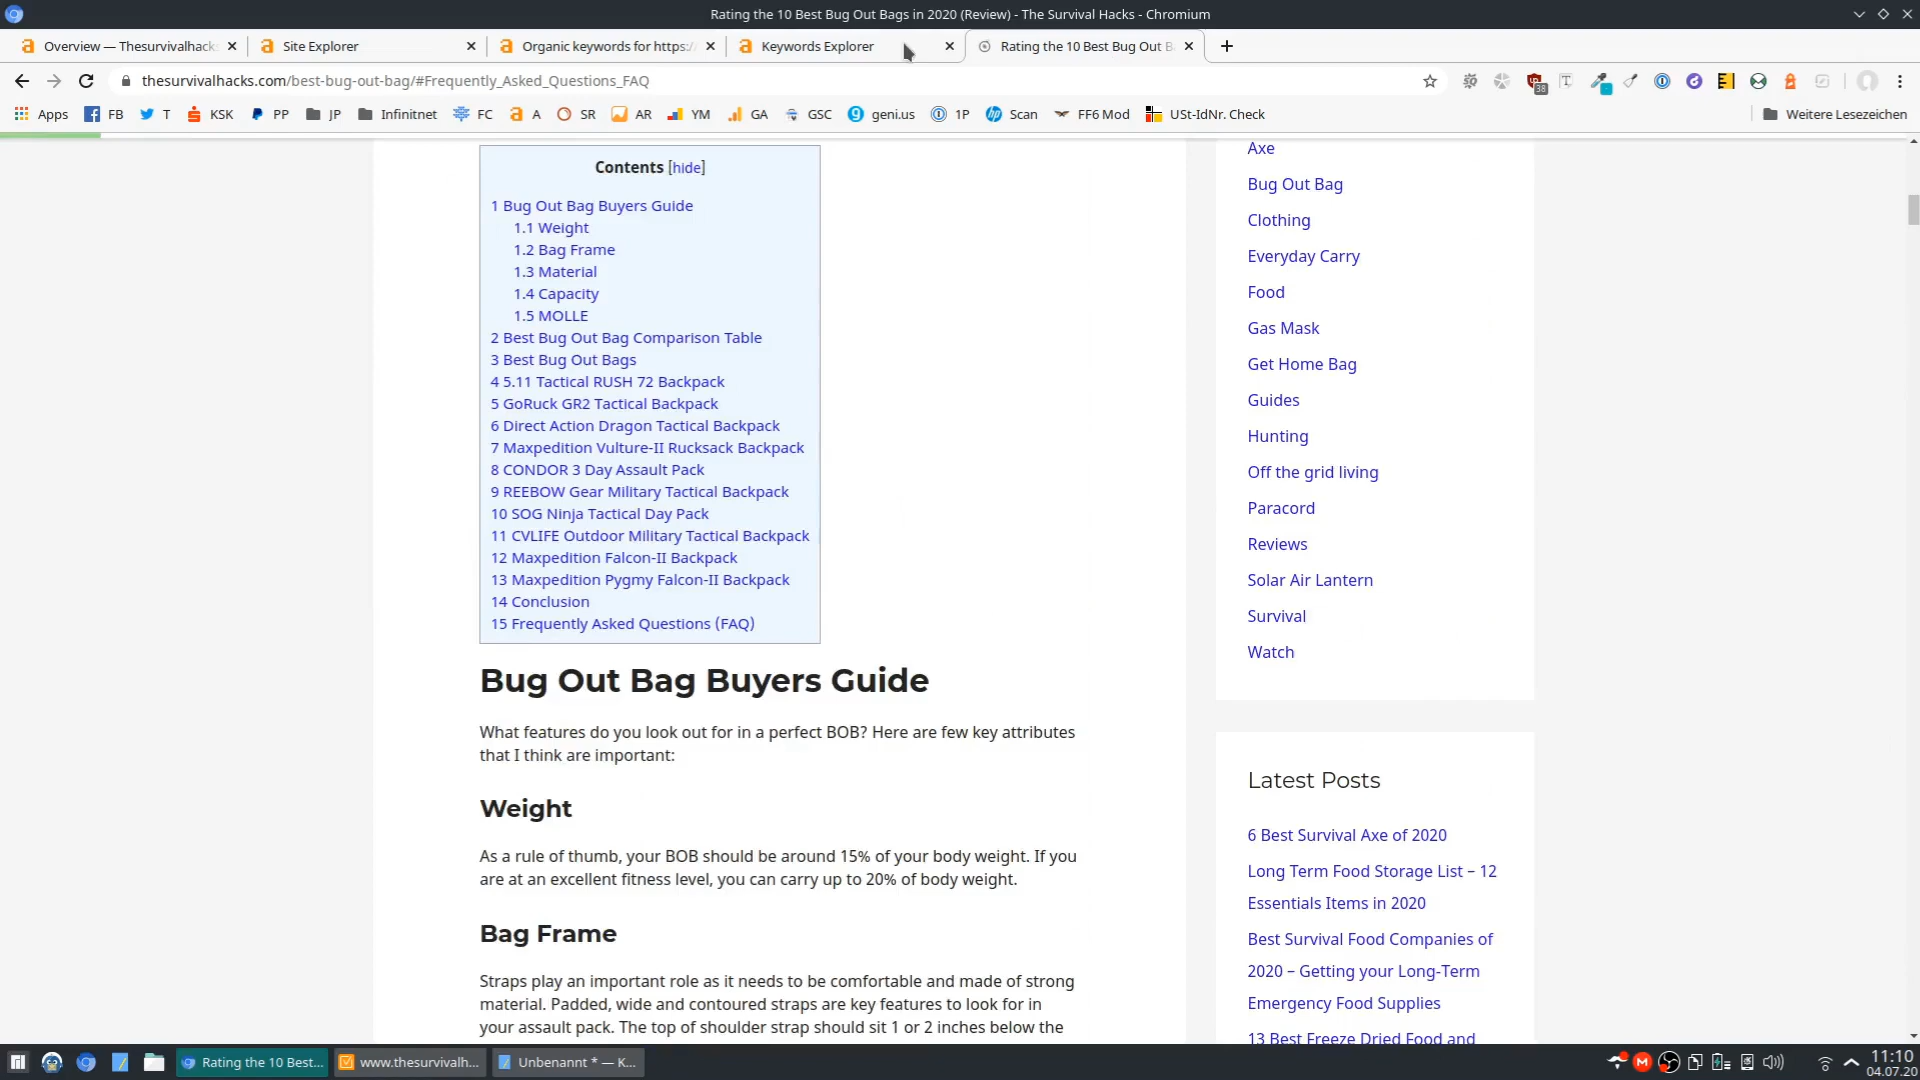 Rating the 10 Best Bug Out Bags in 2020 (Review) - The Survival Hacks - Chromium
Overview — Thesurvivalhack
Site Explorer
Organic keywords for https:/
Keywords Explorer
Rating the 10 Best Bug Out B
thesurvivalhacks.com/best-bug-out-bag/#Frequently_Asked_Questions_FAQ
38
Apps FB T KSK PP JP Infinitnet FC A SR AR YM GA GSC geni.us 1P Scan FF6 Mod USt-IdNr. Check Weitere Lesezeichen
Contents [hide]
1 Bug Out Bag Buyers Guide
1.1 Weight
1.2 Bag Frame
1.3 Material
1.4 Capacity
1.5 MOLLE
2 Best Bug Out Bag Comparison Table
3 Best Bug Out Bags
4 5.11 Tactical RUSH 72 Backpack
5 GoRuck GR2 Tactical Backpack
6 Direct Action Dragon Tactical Backpack
7 Maxpedition Vulture-II Rucksack Backpack
8 CONDOR 3 Day Assault Pack
9 REEBOW Gear Military Tactical Backpack
10 SOG Ninja Tactical Day Pack
11 CVLIFE Outdoor Military Tactical Backpack
12 Maxpedition Falcon-II Backpack
13 Maxpedition Pygmy Falcon-II Backpack
14 Conclusion
15 Frequently Asked Questions (FAQ)
Bug Out Bag Buyers Guide
What features do you look out for in a perfect BOB? Here are few key attributes
that I think are important:
Weight
As a rule of thumb, your BOB should be around 15% of your body weight. If you
are at an excellent fitness level, you can carry up to 20% of body weight.
Bag Frame
Straps play an important role as it needs to be comfortable and made of strong
material. Padded, wide and contoured straps are key features to look for in
your assault pack. The top of shoulder strap should sit 1 or 2 inches below the
Axe
Bug Out Bag
Clothing
Everyday Carry
Food
Gas Mask
Get Home Bag
Guides
Hunting
Off the grid living
Paracord
Reviews
Solar Air Lantern
Survival
Watch
Latest Posts
6 Best Survival Axe of 2020
Long Term Food Storage List – 12
Essentials Items in 2020
Best Survival Food Companies of
2020 – Getting your Long-Term
Emergency Food Supplies
13 Best Freeze Dried Food and
Rating the 10 Best...
www.thesurvivalh...
Unbenannt * — K...
11:10
04.07.20